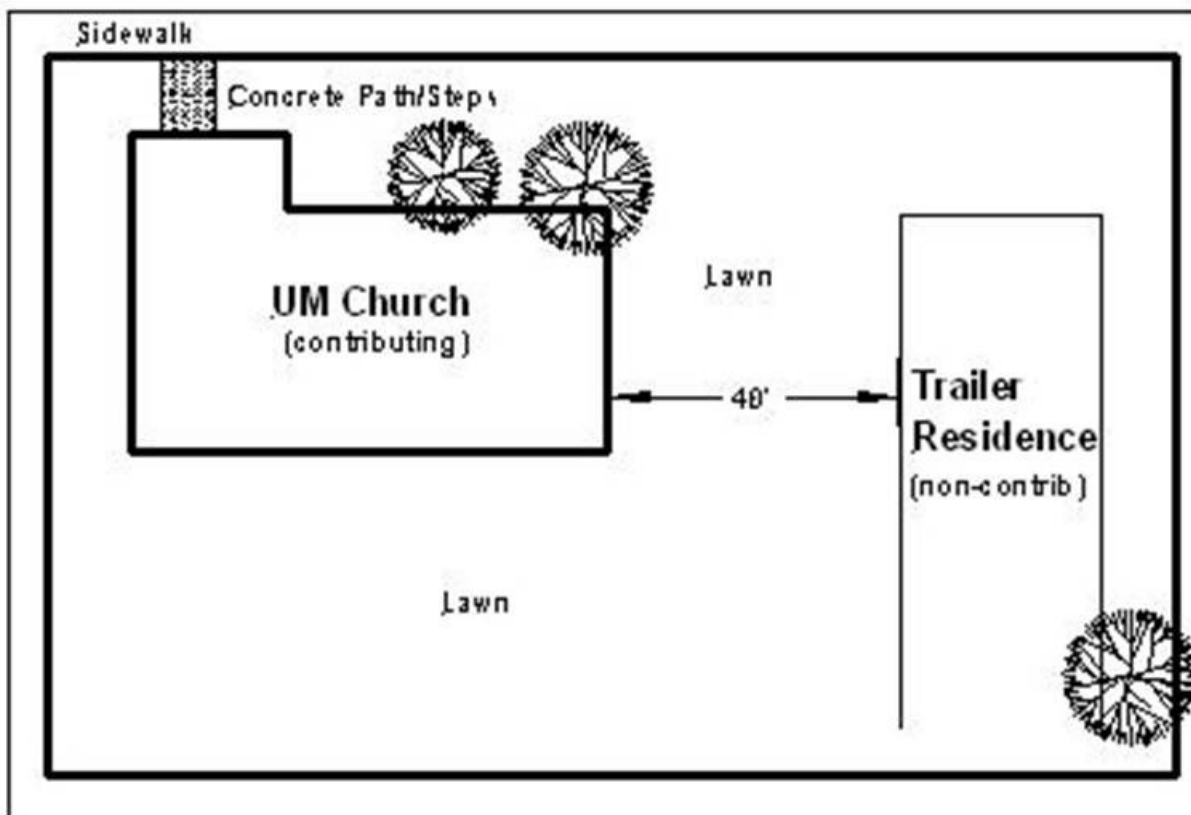 Sidewalk
Concrete Path/Steps
Lawn
UM Church
(contributing)
40'
Trailer
Residence
(non-contrib)
Lawn